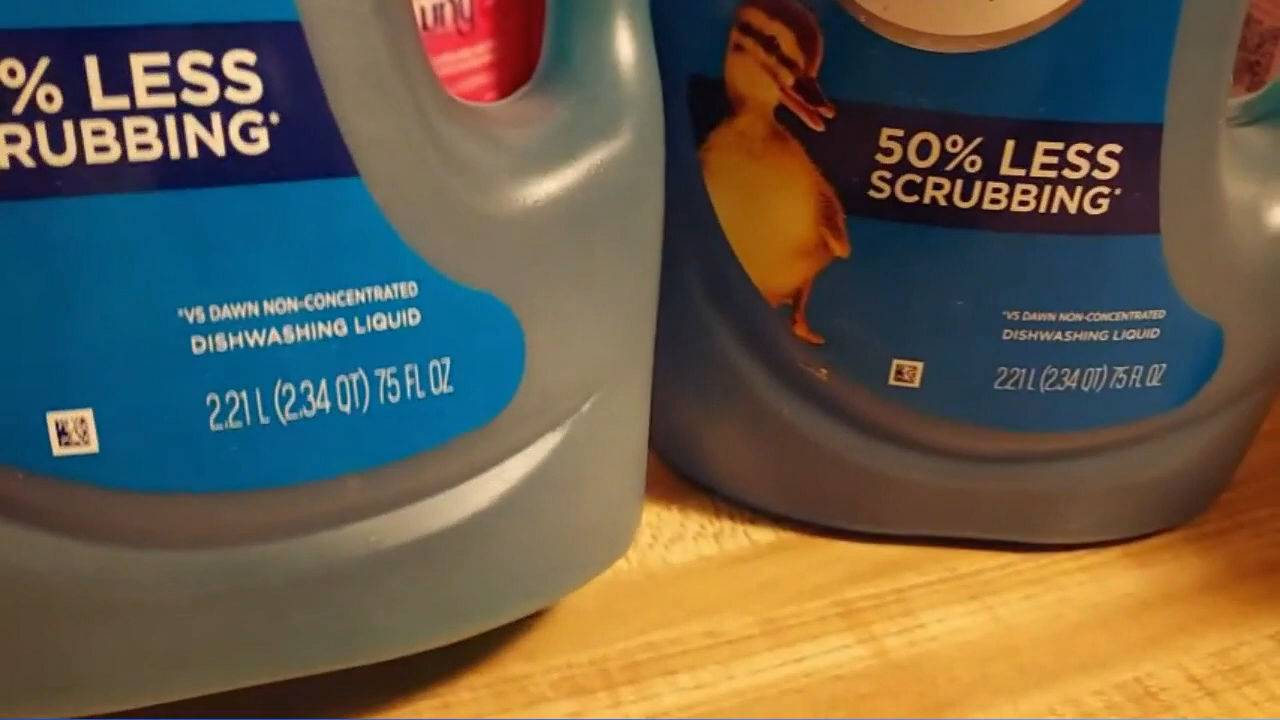 % LESS
RUBBING*
*VS DAWN NON-CONCENTRATED
DISHWASHING LIQUID
2.21 L (2.34 QT) 75 FL OZ
50% LESS
SCRUBBING*
*VS DAWN NON-CONCENTRATED
DISHWASHING LIQUID
2.21 L (2.34 QT) 75 FL OZ